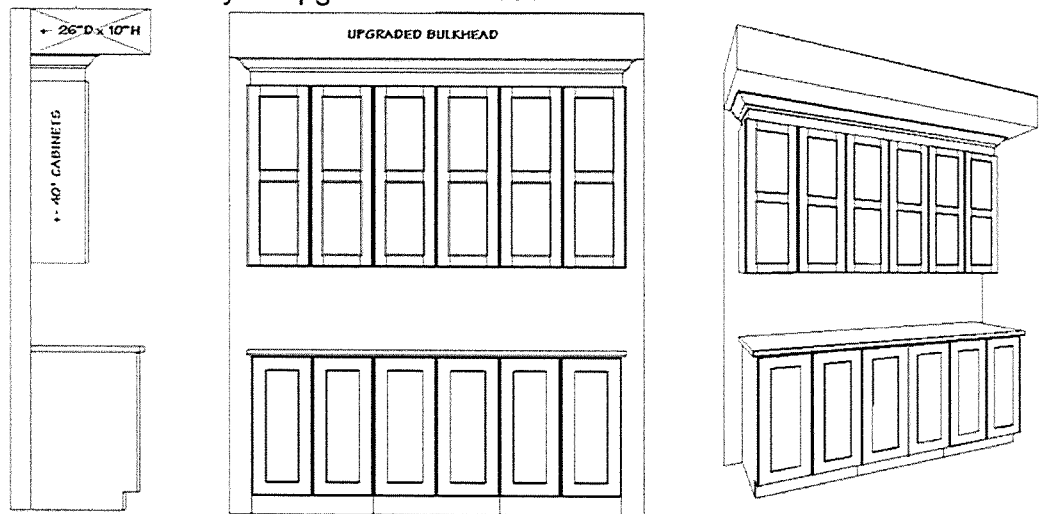 ← 26"D x 10"H
UPGRADED BULKHEAD
← 40" CABINETS